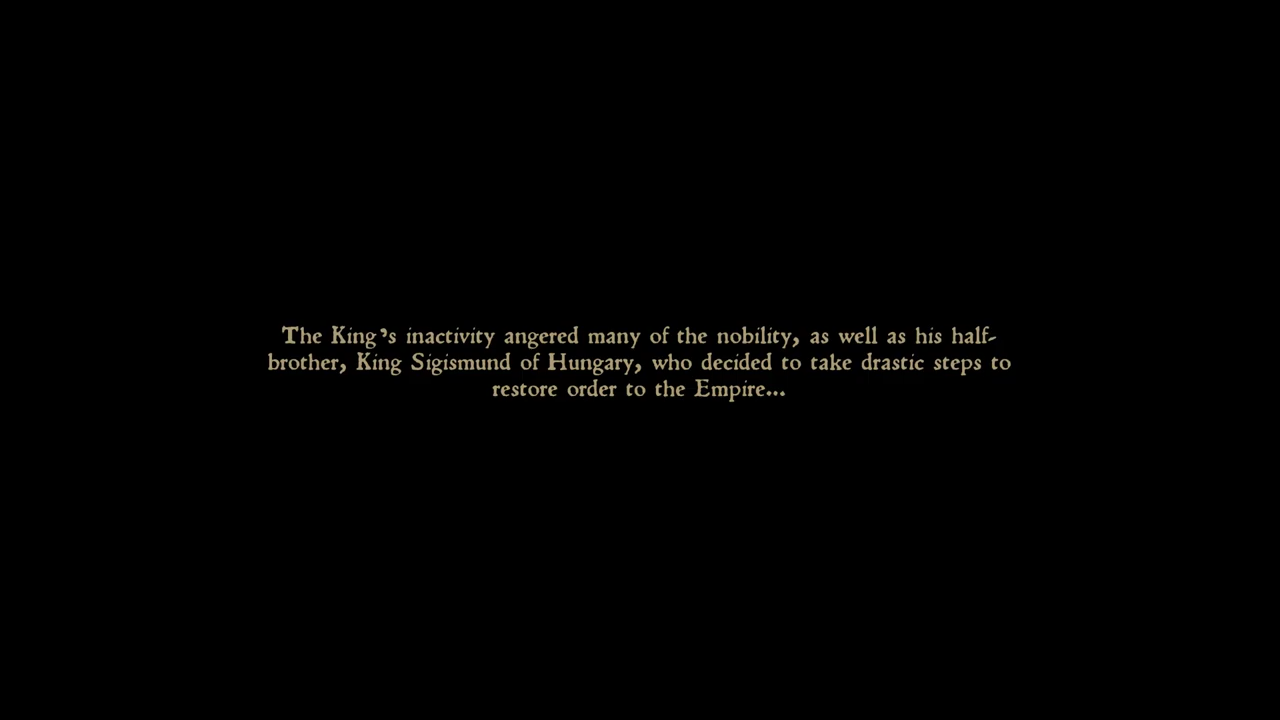 The King's inactivity angered many of the nobility, as well as his half-
brother, King Sigismund of Hungary, who decided to take drastic steps to
restore order to the Empire...